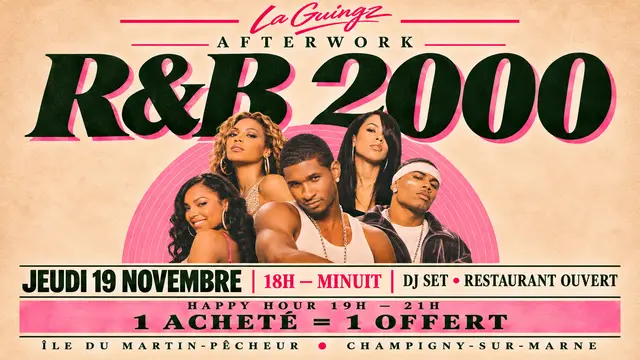 La Guingz
AFTERWORK
R&B 2000
JEUDI 19 NOVEMBRE | 18H – MINUIT | DJ SET • RESTAURANT OUVERT
HAPPY HOUR 19H – 21H
1 ACHETÉ = 1 OFFERT
ÎLE DU MARTIN-PÊCHEUR • CHAMPIGNY-SUR-MARNE